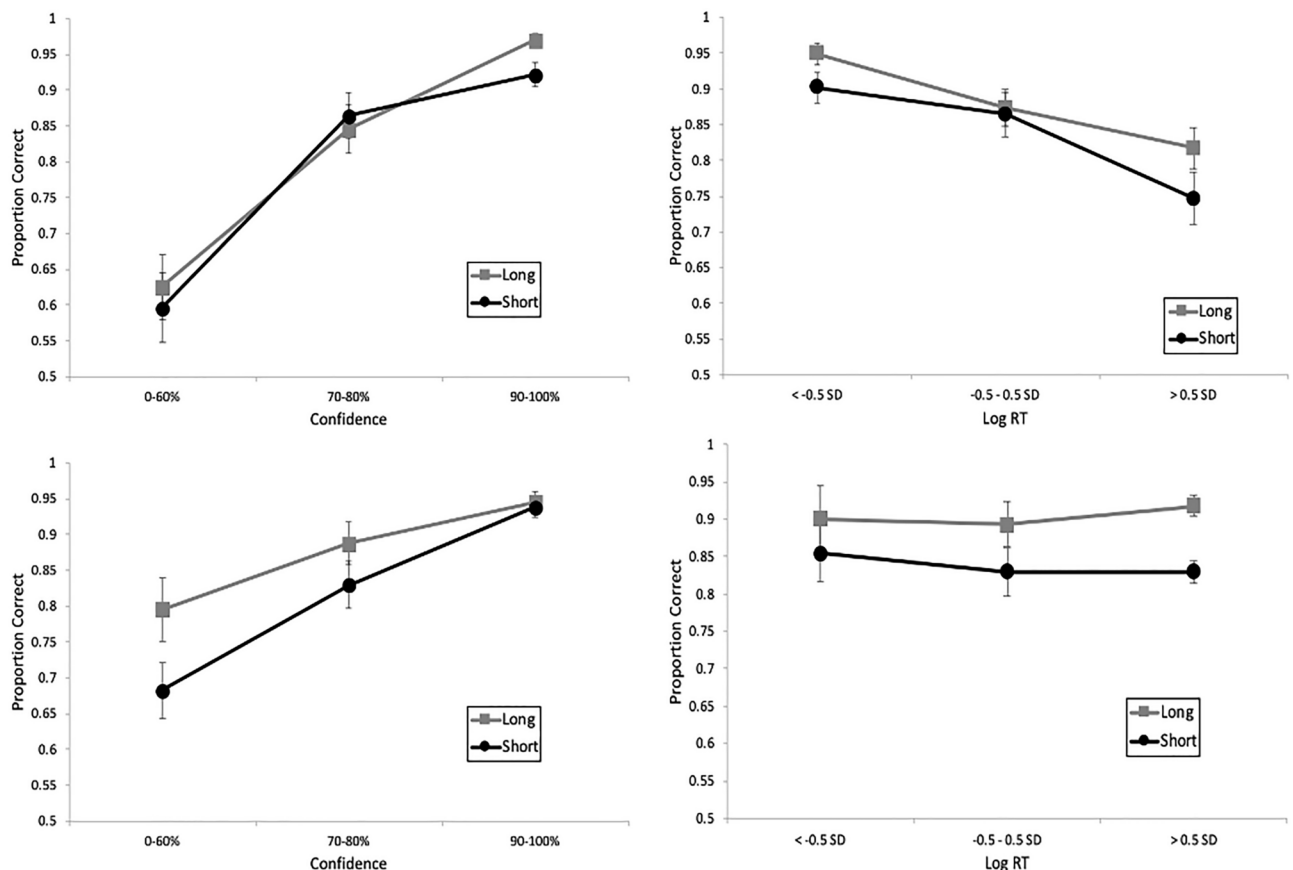 Proportion Correct
1
0.95
0.9
0.85
0.8
0.75
0.7
0.65
0.6
0.55
0.5
Long
Short
0-60%
70-80%
90-100%
Confidence
Proportion Correct
1
0.95
0.9
0.85
0.8
0.75
0.7
0.65
0.6
0.55
0.5
Long
Short
< -0.5 SD
-0.5 - 0.5 SD
> 0.5 SD
Log RT
Proportion Correct
1
0.95
0.9
0.85
0.8
0.75
0.7
0.65
0.6
0.55
0.5
Long
Short
0-60%
70-80%
90-100%
Confidence
Proportion Correct
1
0.95
0.9
0.85
0.8
0.75
0.7
0.65
0.6
0.55
0.5
Long
Short
< -0.5 SD
-0.5 - 0.5 SD
> 0.5 SD
Log RT